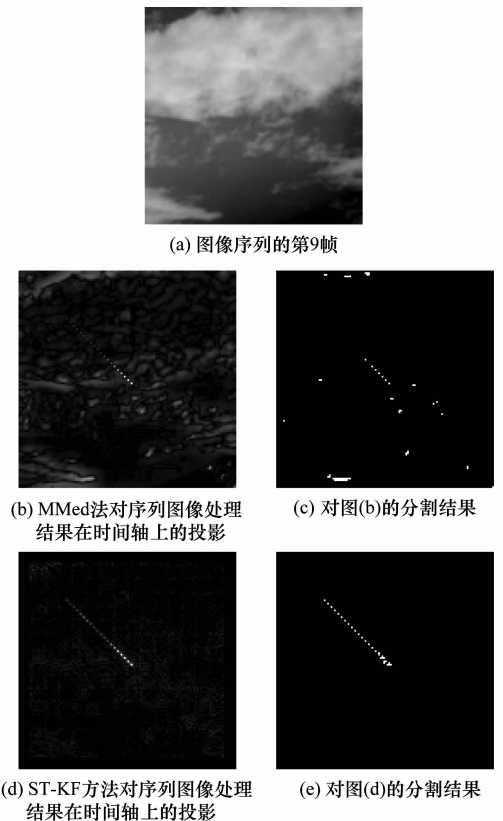 (a) 图像序列的第9帧
(b) MMed法对序列图像处理
结果在时间轴上的投影
(c) 对图(b)的分割结果
(d) ST-KF方法对序列图像处理
结果在时间轴上的投影
(e) 对图(d)的分割结果